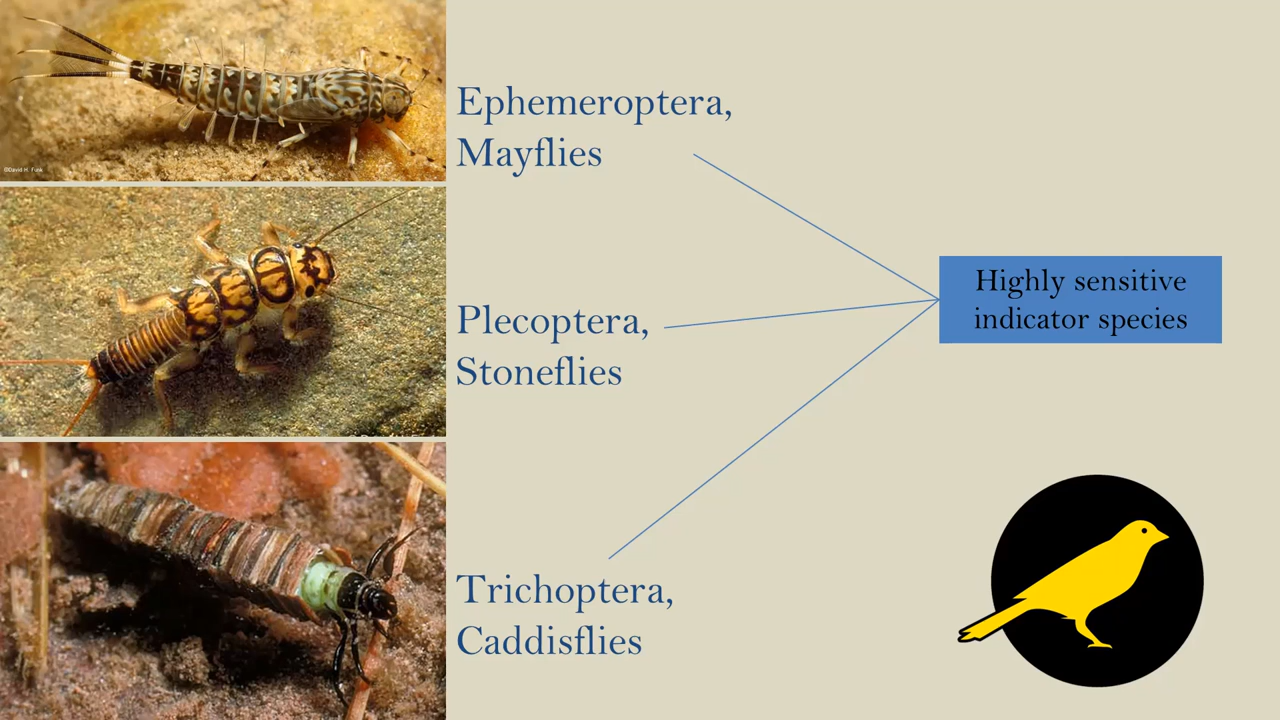 ©David H. Funk
Ephemeroptera,
Mayflies
Plecoptera,
Stoneflies
Trichoptera,
Caddisflies
Highly sensitive
indicator species